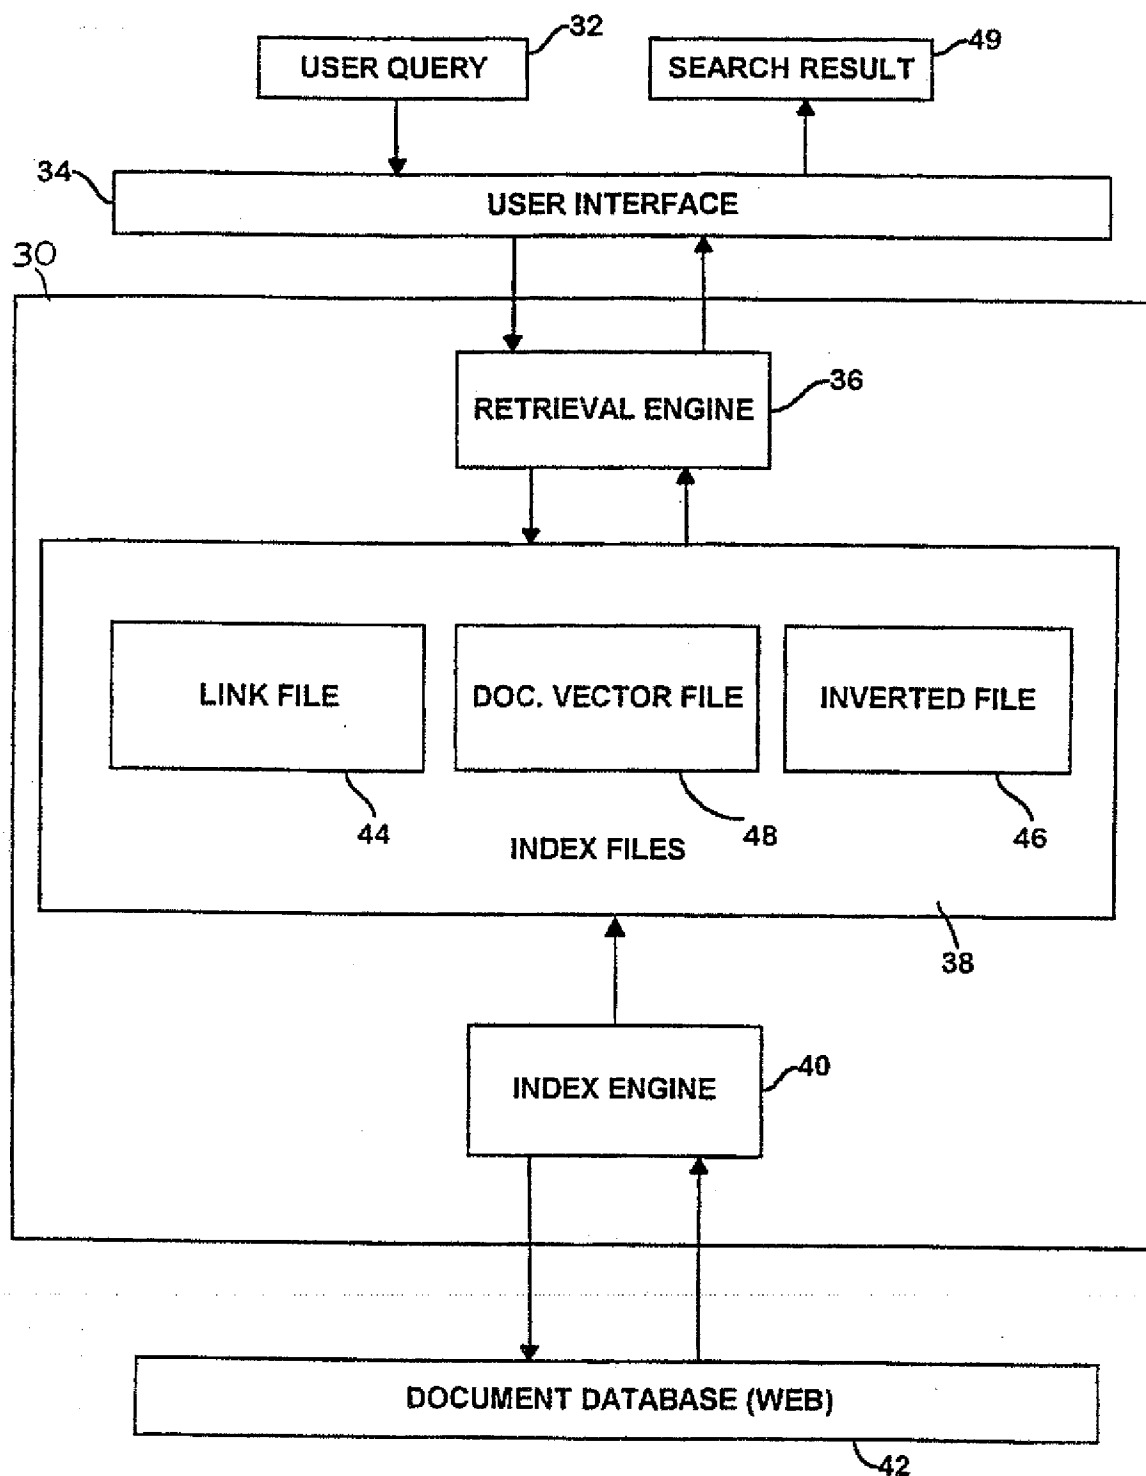 32
49
USER QUERY
SEARCH RESULT
34
USER INTERFACE
30
36
RETRIEVAL ENGINE
LINK FILE
DOC. VECTOR FILE
INVERTED FILE
44
48
46
INDEX FILES
38
40
INDEX ENGINE
DOCUMENT DATABASE (WEB)
42